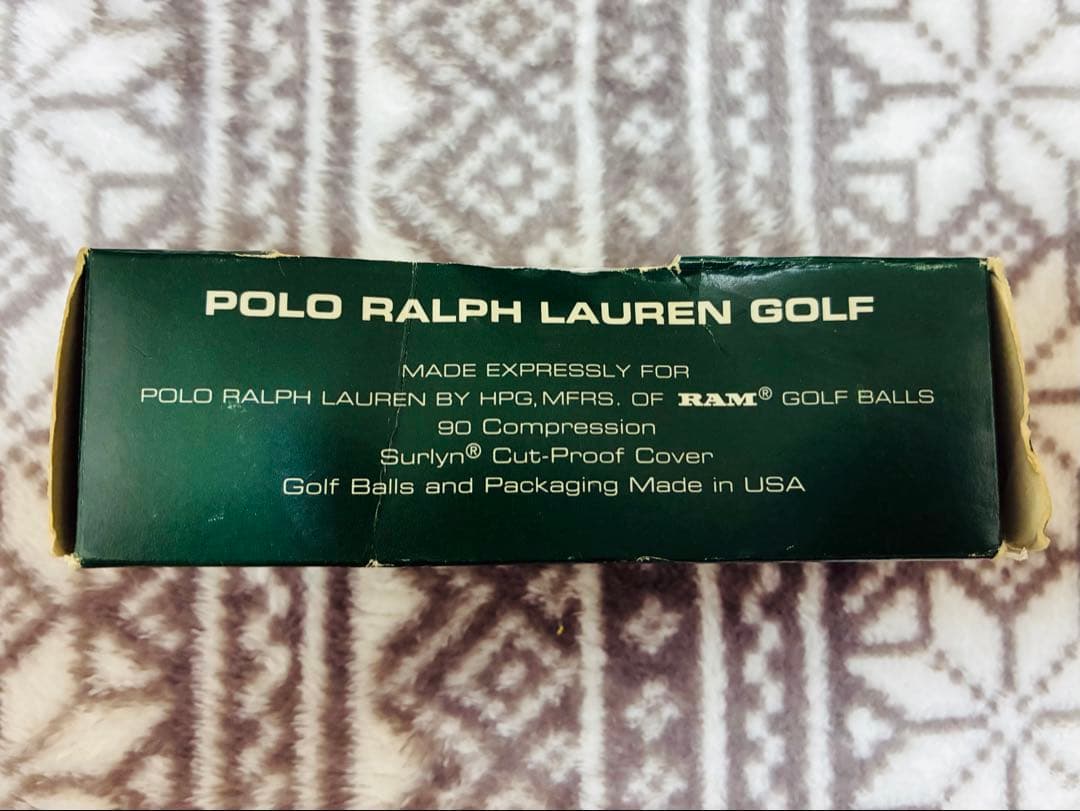 POLO RALPH LAUREN GOLF
MADE EXPRESSLY FOR
POLO RALPH LAUREN BY HPG, MFRS. OF RAM® GOLF BALLS
90 Compression
Surlyn® Cut-Proof Cover
Golf Balls and Packaging Made in USA